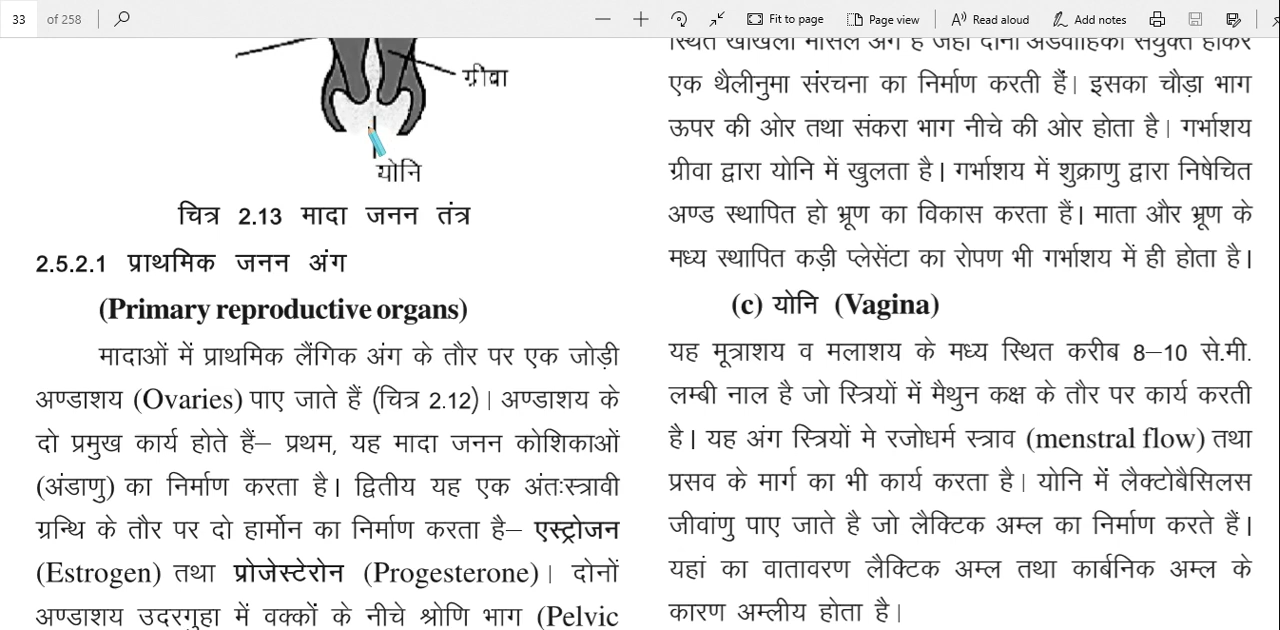 33 of 258 Fit to page Page view Read aloud Add notes
ग्रीवा
योनि
चित्र 2.13 मादा जनन तंत्र
2.5.2.1 प्राथमिक जनन अंग
(Primary reproductive organs)
मादाओं में प्राथमिक लैंगिक अंग के तौर पर एक जोड़ी
अण्डाशय (Ovaries) पाए जाते हैं (चित्र 2.12)। अण्डाशय के
दो प्रमुख कार्य होते हैं– प्रथम, यह मादा जनन कोशिकाओं
(अंडाणु) का निर्माण करता है। द्वितीय यह एक अंतःस्त्रावी
ग्रन्थि के तौर पर दो हार्मोन का निर्माण करता है– एस्ट्रोजन
(Estrogen) तथा प्रोजेस्टेरोन (Progesterone)। दोनों
अण्डाशय उदरगुहा में वक्कों के नीचे श्रोणि भाग (Pelvic
स्थित खोखला मांसल अंग है जहां दोनों अंडवाहिका संयुक्त होकर
एक थैलीनुमा संरचना का निर्माण करती हैं। इसका चौड़ा भाग
ऊपर की ओर तथा संकरा भाग नीचे की ओर होता है। गर्भाशय
ग्रीवा द्वारा योनि में खुलता है। गर्भाशय में शुक्राणु द्वारा निषेचित
अण्ड स्थापित हो भ्रूण का विकास करता हैं। माता और भ्रूण के
मध्य स्थापित कड़ी प्लेसेंटा का रोपण भी गर्भाशय में ही होता है।
(c) योनि (Vagina)
यह मूत्राशय व मलाशय के मध्य स्थित करीब 8–10 से.मी.
लम्बी नाल है जो स्त्रियों में मैथुन कक्ष के तौर पर कार्य करती
है। यह अंग स्त्रियों मे रजोधर्म स्त्राव (menstral flow) तथा
प्रसव के मार्ग का भी कार्य करता है। योनि में लैक्टोबैसिलस
जीवांणु पाए जाते है जो लैक्टिक अम्ल का निर्माण करते हैं।
यहां का वातावरण लैक्टिक अम्ल तथा कार्बनिक अम्ल के
कारण अम्लीय होता है।